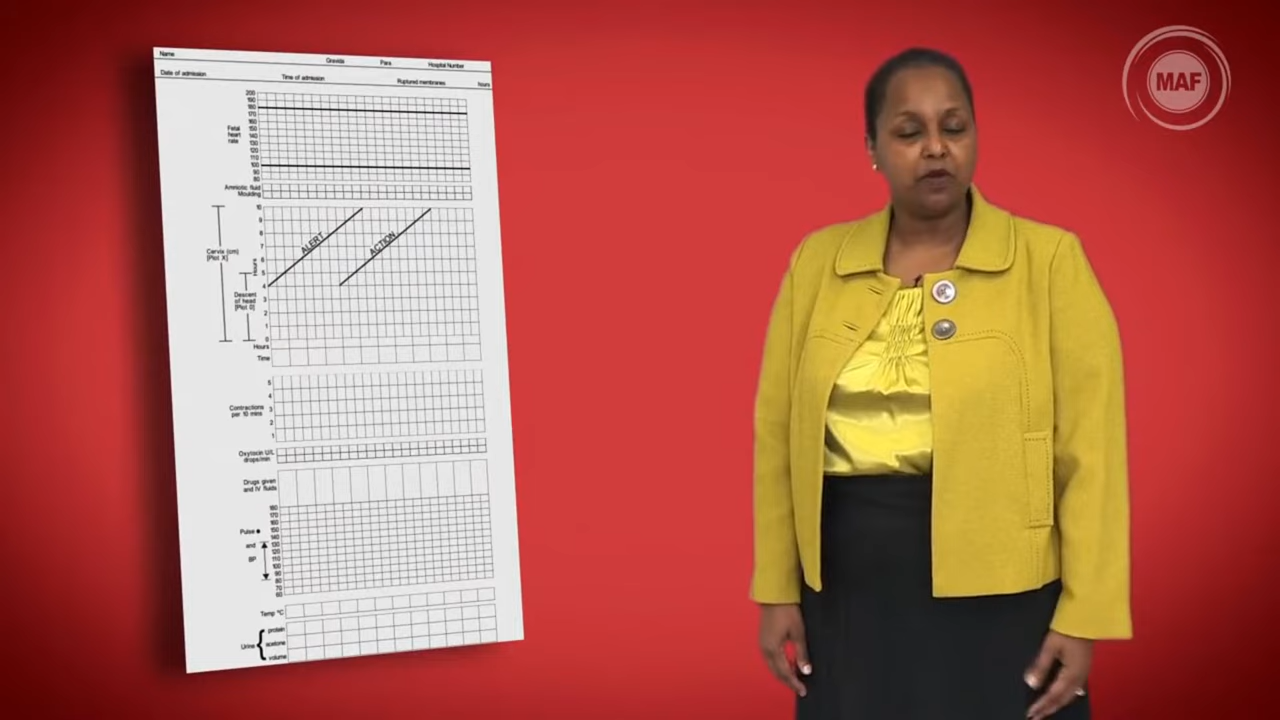 MAF
Name Gravida Para Hospital Number
Date of admission Time of admission Ruptured membranes hours
200
190
180
170
160
150
140
130
120
110
100
90
80
Fetal
heart
rate
Amniotic fluid
Moulding
10
9
8
7
6
5
4
3
2
1
0
ALERT
ACTION
Cervix (cm)
[Plot X]
Hours
Descent
of head
[Plot O]
Hours
Time
5
4
3
2
1
Contractions
per 10 mins
Oxytocin U/L
drops/min
Drugs given
and IV fluids
180
170
160
150
140
130
120
110
100
90
80
70
60
Pulse
and
BP
Temp °C
Urine
protein
acetone
volume